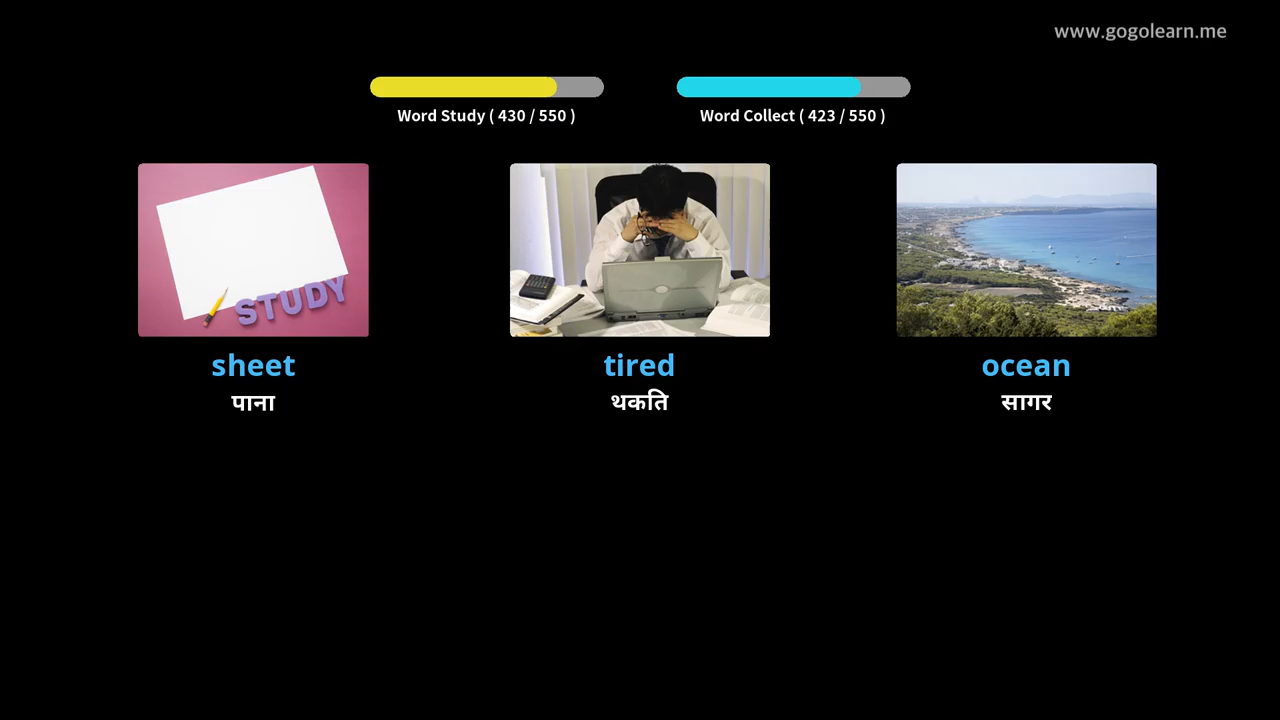 www.gogolearn.me
Word Study ( 430 / 550 )
Word Collect ( 423 / 550 )
STUDY
sheet
पाना
tired
थकति
ocean
सागर